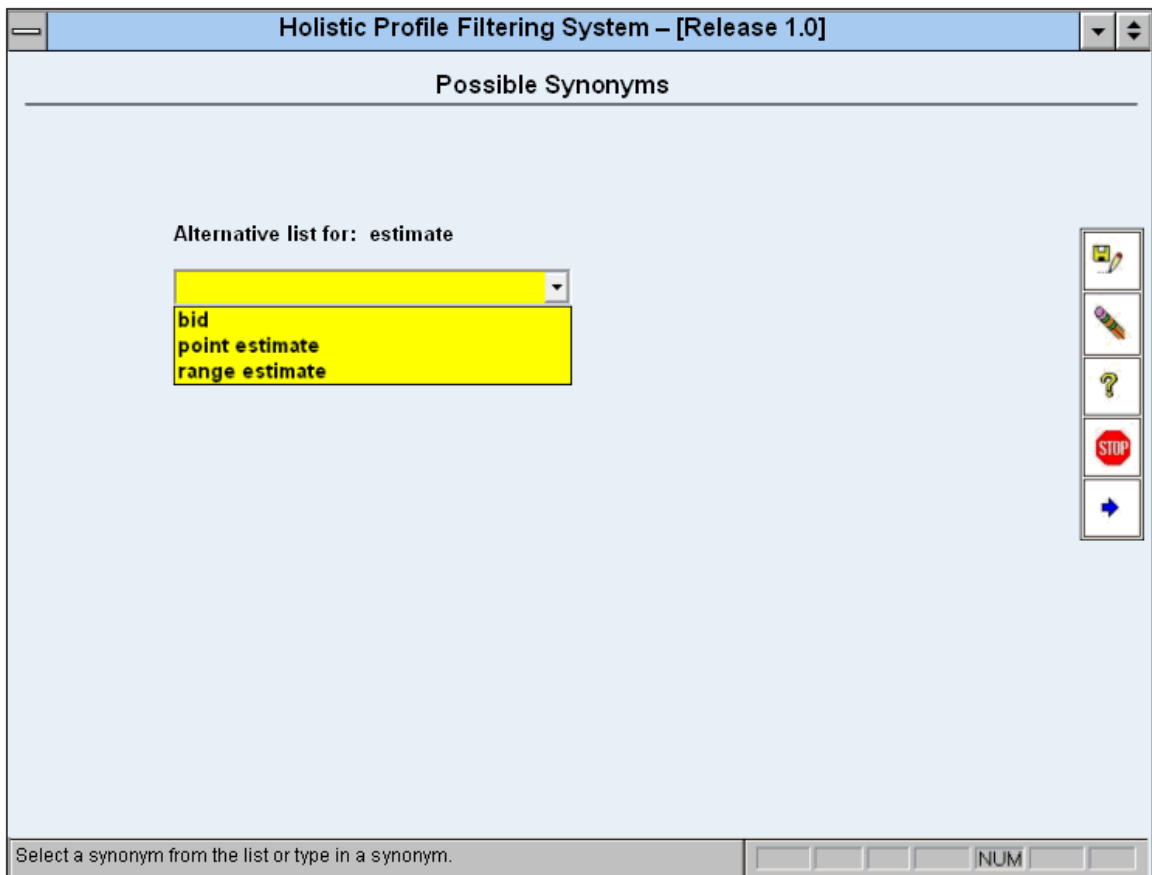 Holistic Profile Filtering System – [Release 1.0]
Possible Synonyms
Alternative list for: estimate
bid
point estimate
range estimate
STOP
Select a synonym from the list or type in a synonym.
NUM